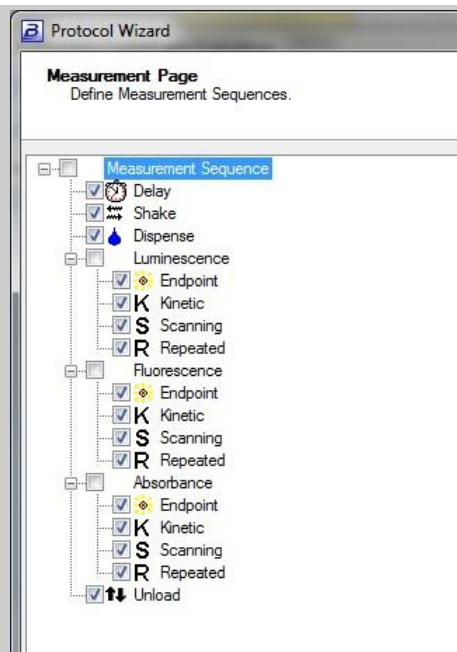 Protocol Wizard
Measurement Page
Define Measurement Sequences.
Measurement Sequence
Delay
Shake
Dispense
Luminescence
Endpoint
K Kinetic
S Scanning
R Repeated
Fluorescence
Endpoint
K Kinetic
S Scanning
R Repeated
Absorbance
Endpoint
K Kinetic
S Scanning
R Repeated
Unload